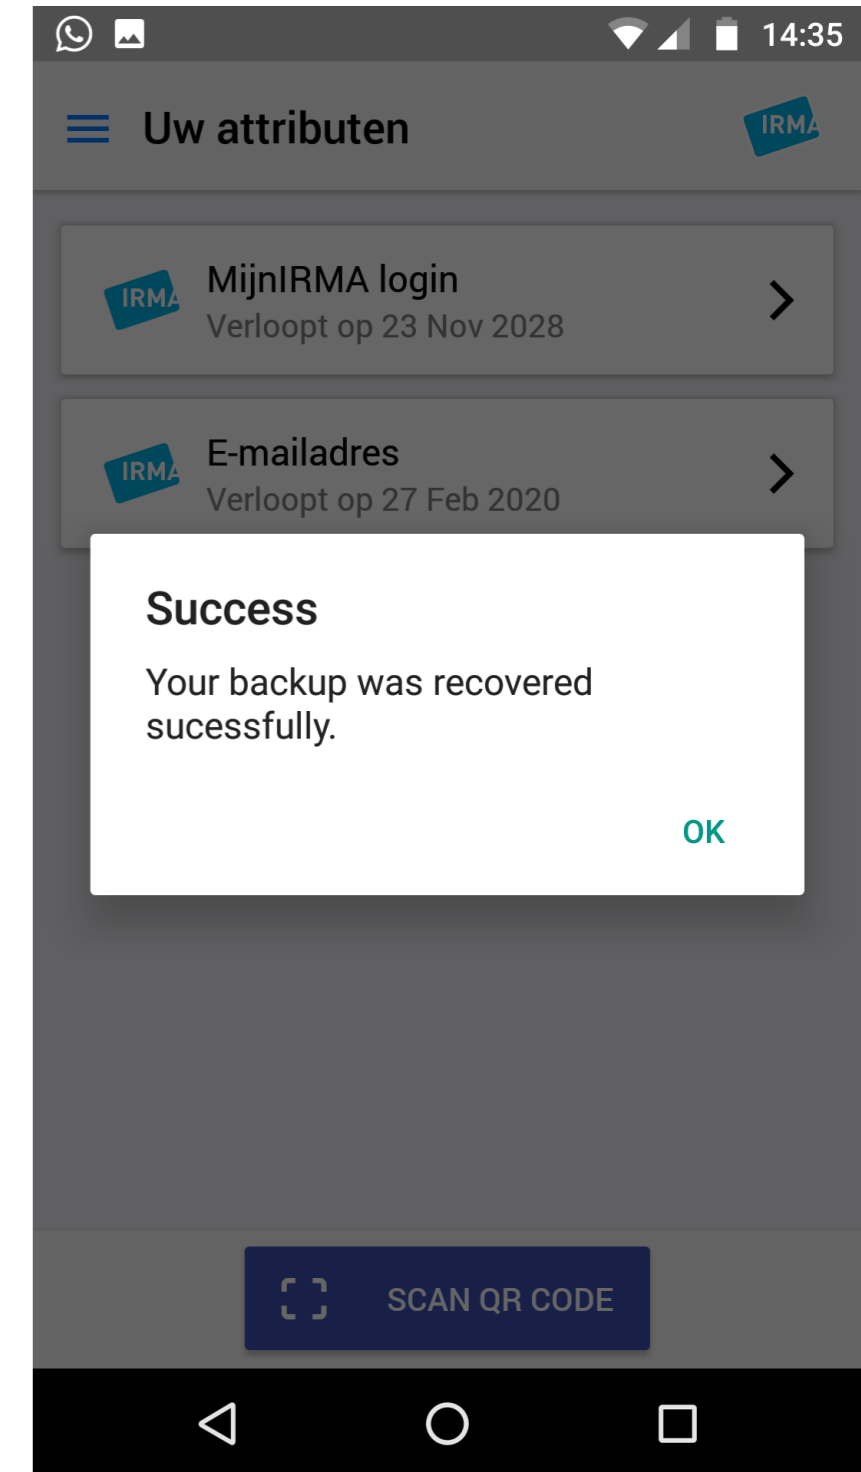 14:35
Uw attributen
IRMA
IRMA
MijnIRMA login
Verloopt op 23 Nov 2028
IRMA
E-mailadres
Verloopt op 27 Feb 2020
Success
Your backup was recovered
sucessfully.
OK
SCAN QR CODE